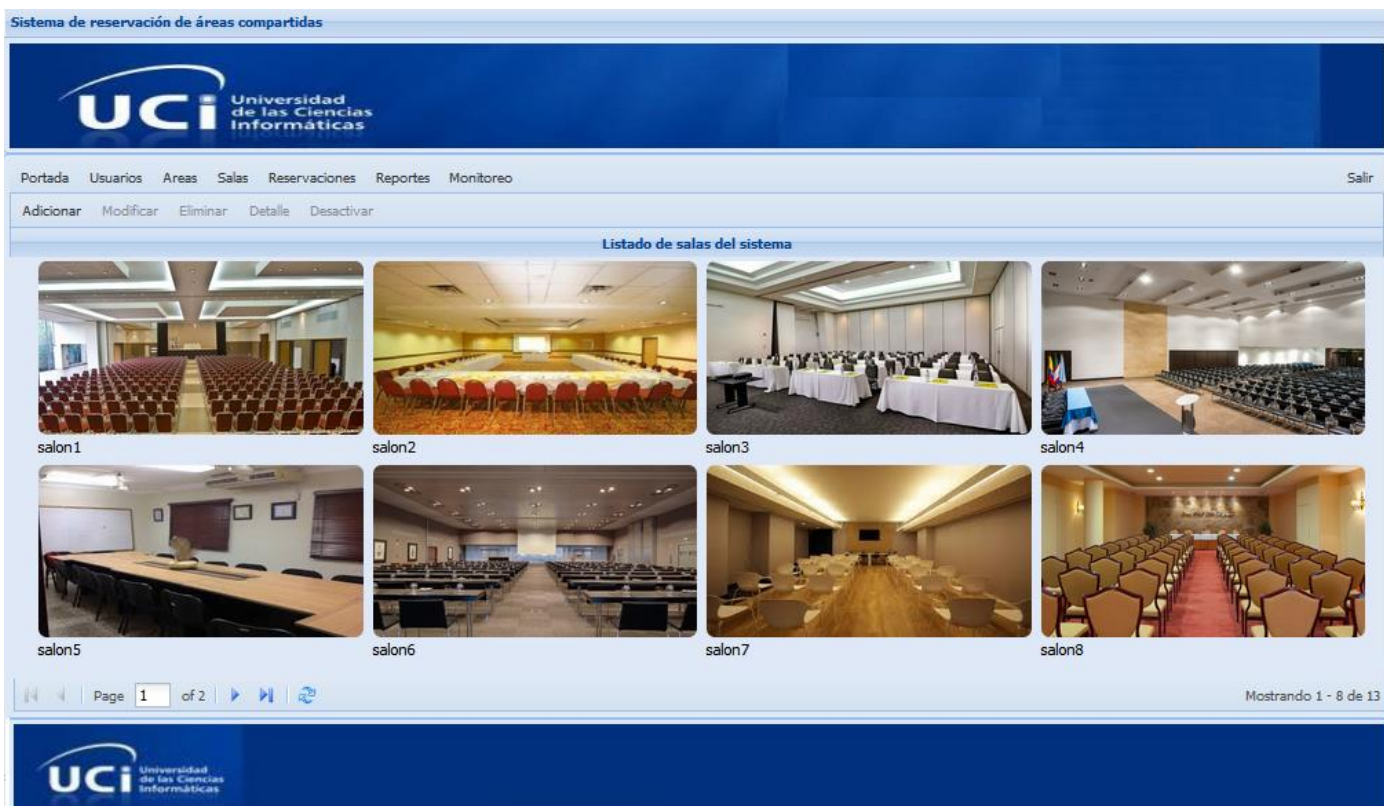 Sistema de reservación de áreas compartidas
UCi Universidad
de las Ciencias
Informáticas
Portada Usuarios Areas Salas Reservaciones Reportes Monitoreo Salir
Adicionar Modificar Eliminar Detalle Desactivar
Listado de salas del sistema
salon1 salon2 salon3 salon4
salon5 salon6 salon7 salon8
Page 1 of 2 Mostrando 1 - 8 de 13
UCi Universidad
de las Ciencias
Informáticas